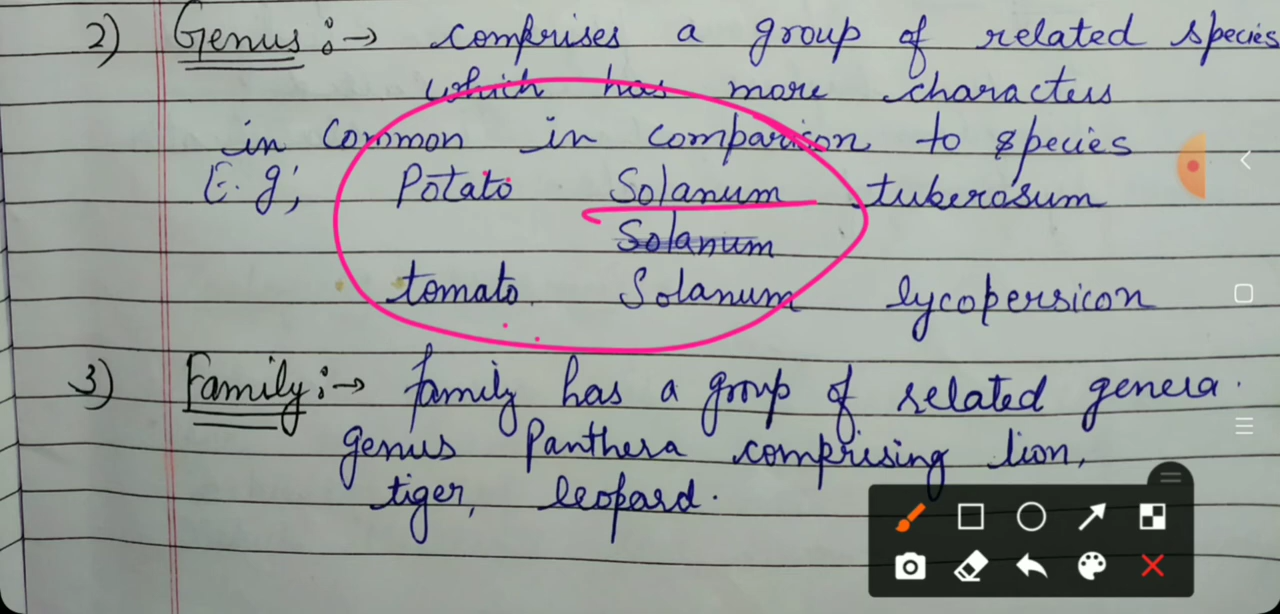 2) Genus :→ comprises a group of related species
which has more characters
in common in comparison to species
E.g; Potato Solanum tuberosum
Solanum
tomato Solanum lycopersicon
3) Family :→ family has a group of related genera.
genus Panthera comprising lion,
tiger, leopard.